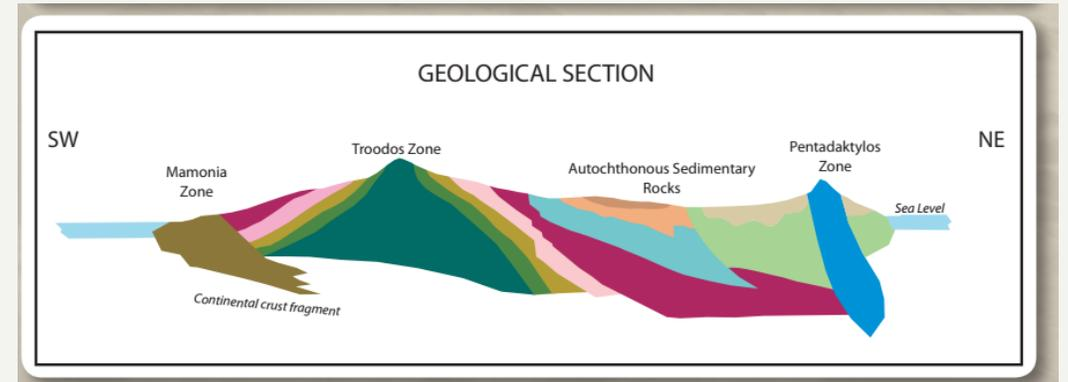 GEOLOGICAL SECTION
SW
NE
Mamonia
Zone
Troodos Zone
Autochthonous Sedimentary
Rocks
Pentadaktylos
Zone
Sea Level
Continental crust fragment